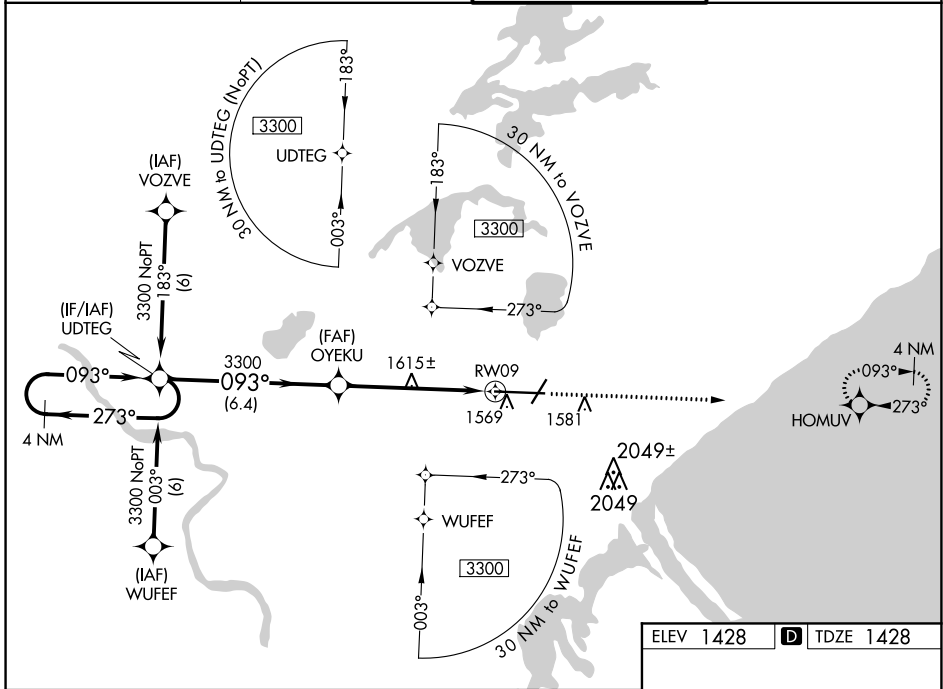 30 NM to UDTEG (NoPT)
183°
3300
UDTEG
003°
30 NM to VOZVE
183°
3300
VOZVE
273°
(IAF)
VOZVE
3300 NoPT
183°
(6)
(IF/IAF)
UDTEG
093°
273°
4 NM
3300
093°
(6.4)
(FAF)
OYEKU
1615±
RW09
1569
1581
4 NM
093°
273°
HOMUV
3300 NoPT
003°
(6)
(IAF)
WUFEF
273°
WUFEF
3300
003°
30 NM to WUFEF
2049±
2049
ELEV 1428 D TDZE 1428